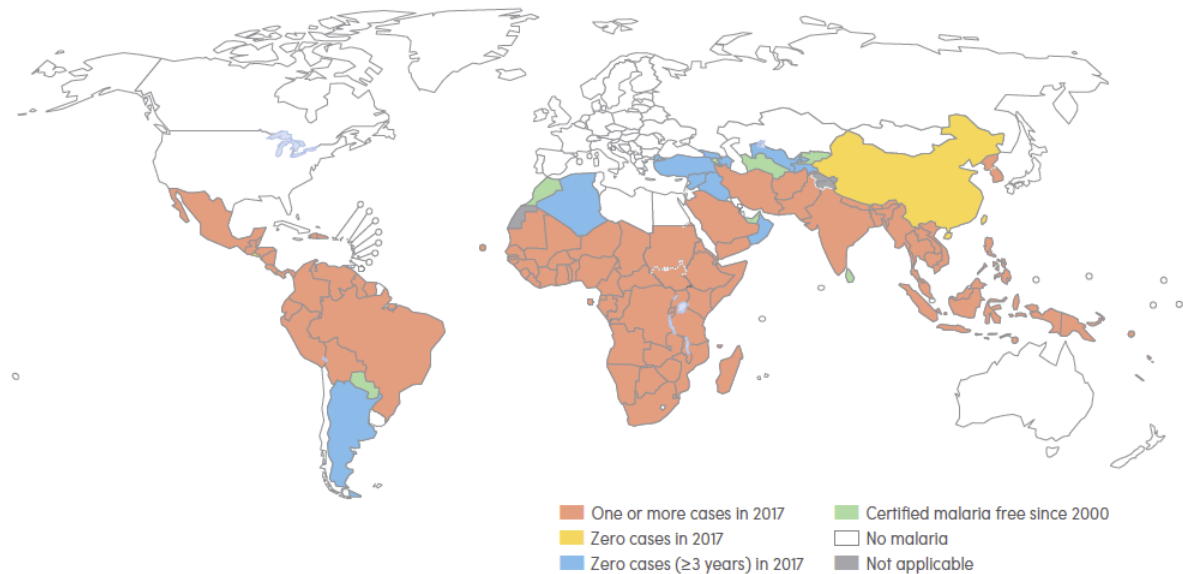 One or more cases in 2017
Zero cases in 2017
Zero cases (≥3 years) in 2017
Certified malaria free since 2000
No malaria
Not applicable